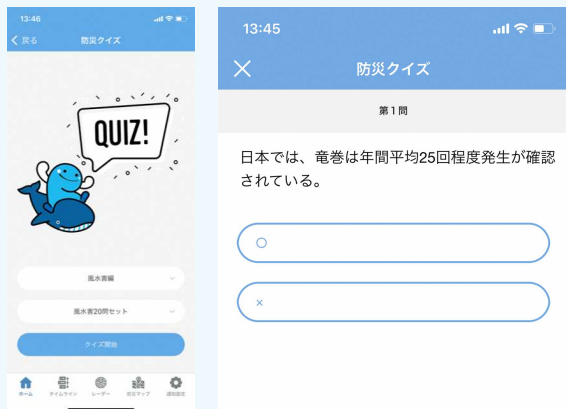 13:46
戻る
防災クイズ
QUIZ!
風水害編
風水害20問セット
クイズ開始
ホーム
タイムライン
レーダー
防災マップ
通知設定
13:45
防災クイズ
第1問
日本では、竜巻は年間平均25回程度発生が確認
されている。
○
×